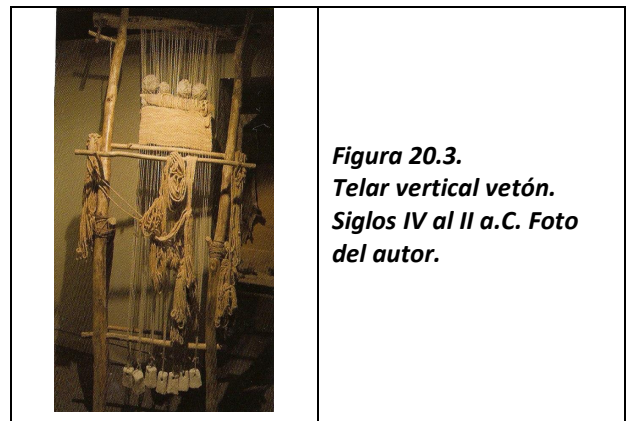 Figura 20.3.
Telar vertical vetón.
Siglos IV al II a.C. Foto
del autor.